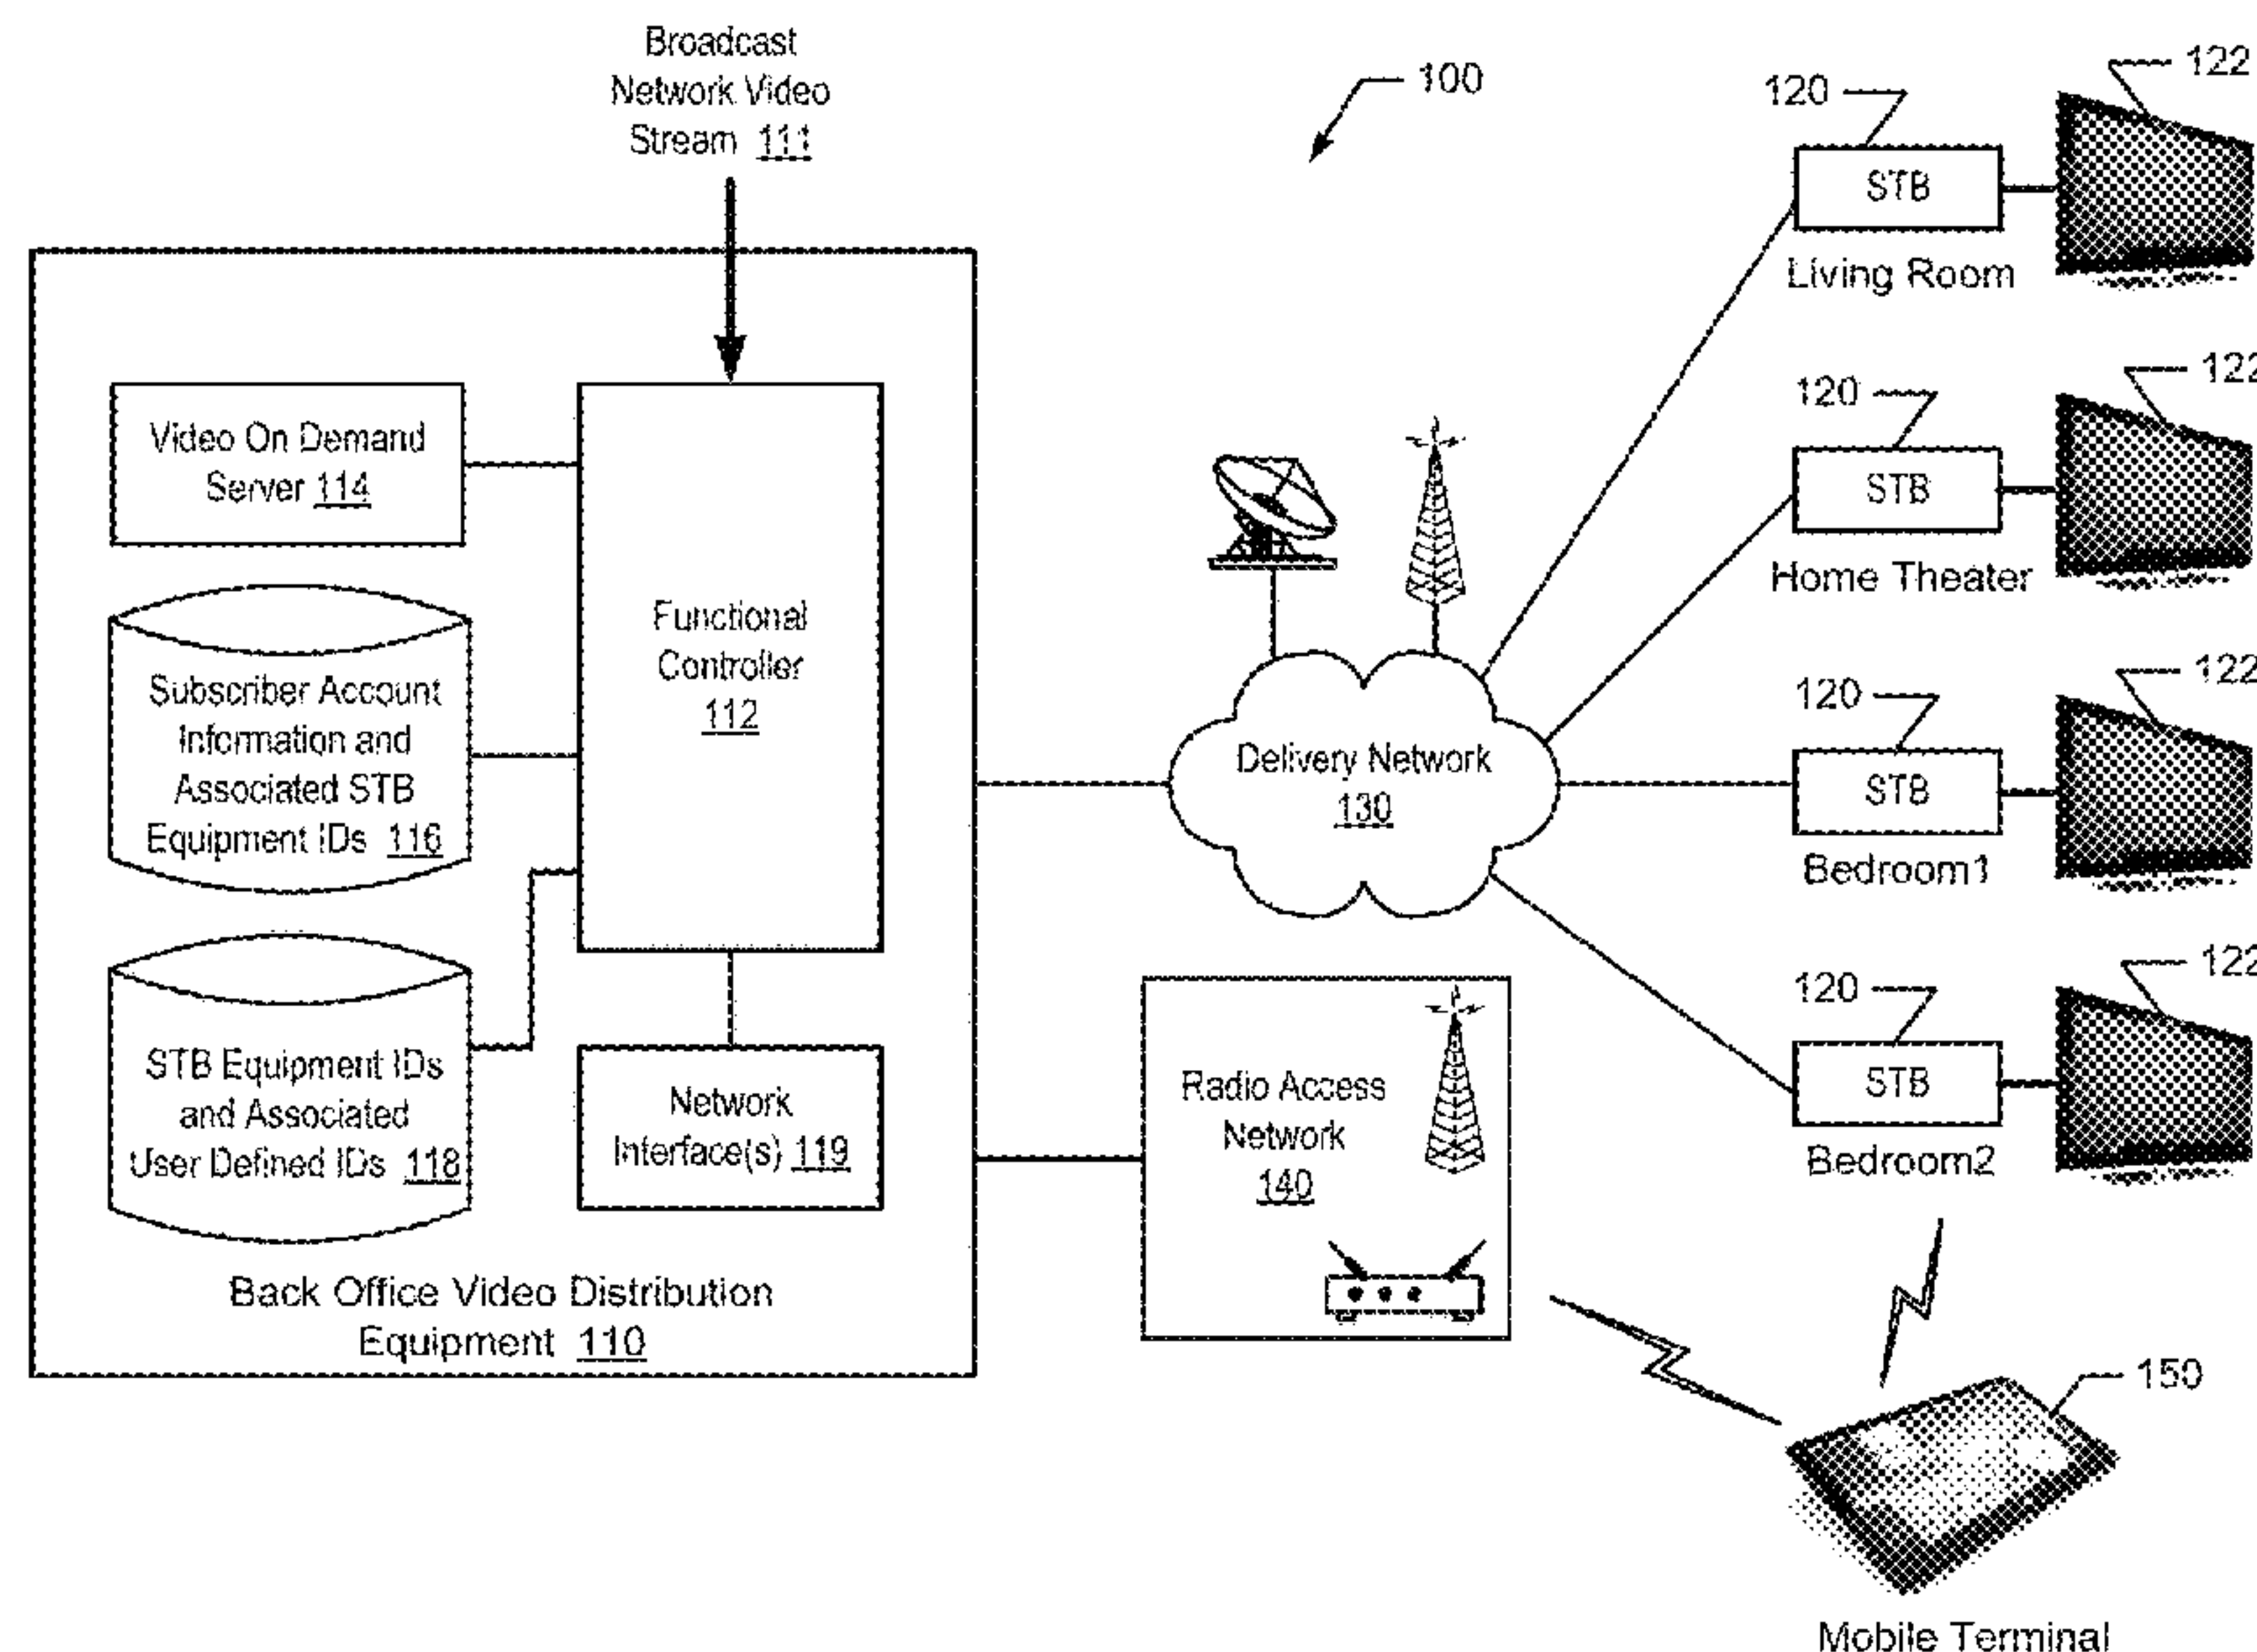 Broadcast
Network Video
Stream 111
100
120
122
STB
Living Room
120
122
STB
Home Theater
120
122
STB
Bedroom1
120
122
STB
Bedroom2
Video On Demand
Server 114
Functional
Controller
112
Subscriber Account
Information and
Associated STB
Equipment IDs 116
STB Equipment IDs
and Associated
User Defined IDs 118
Network
Interface(s) 119
Back Office Video Distribution
Equipment 110
Delivery Network
130
Radio Access
Network
140
150
Mobile Terminal